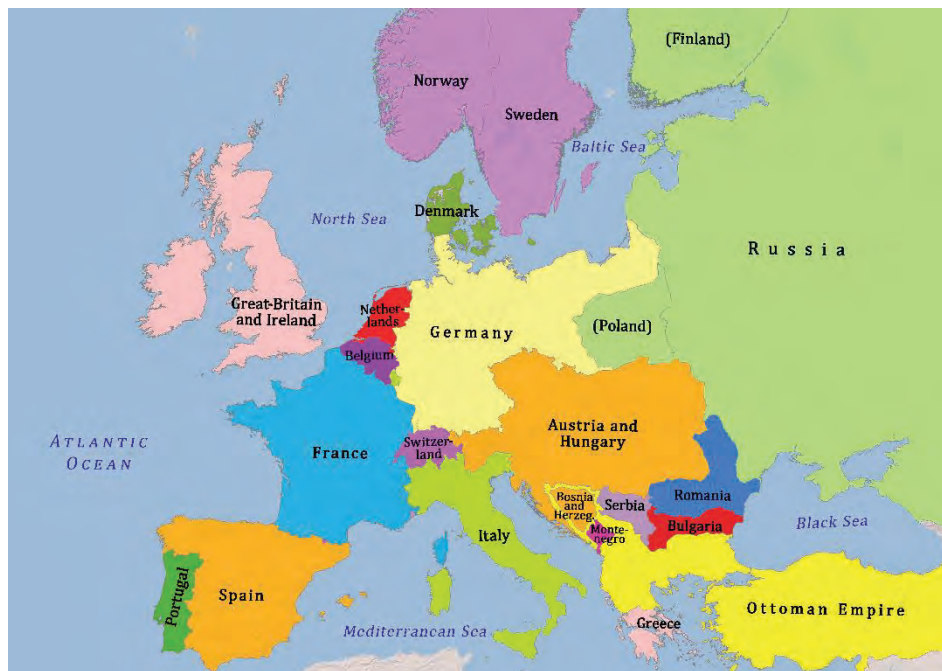 (Finland)
Norway
Sweden
Baltic Sea
North Sea
Denmark
Russia
Great-Britain
and Ireland
Nether-
lands
Germany
(Poland)
Belgium
ATLANTIC
OCEAN
France
Switzer-
land
Austria and
Hungary
Bosnia
and
Herzeg.
Serbia
Romania
Black Sea
Monte-
negro
Bulgaria
Italy
Portugal
Spain
Ottoman Empire
Greece
Mediterranean Sea